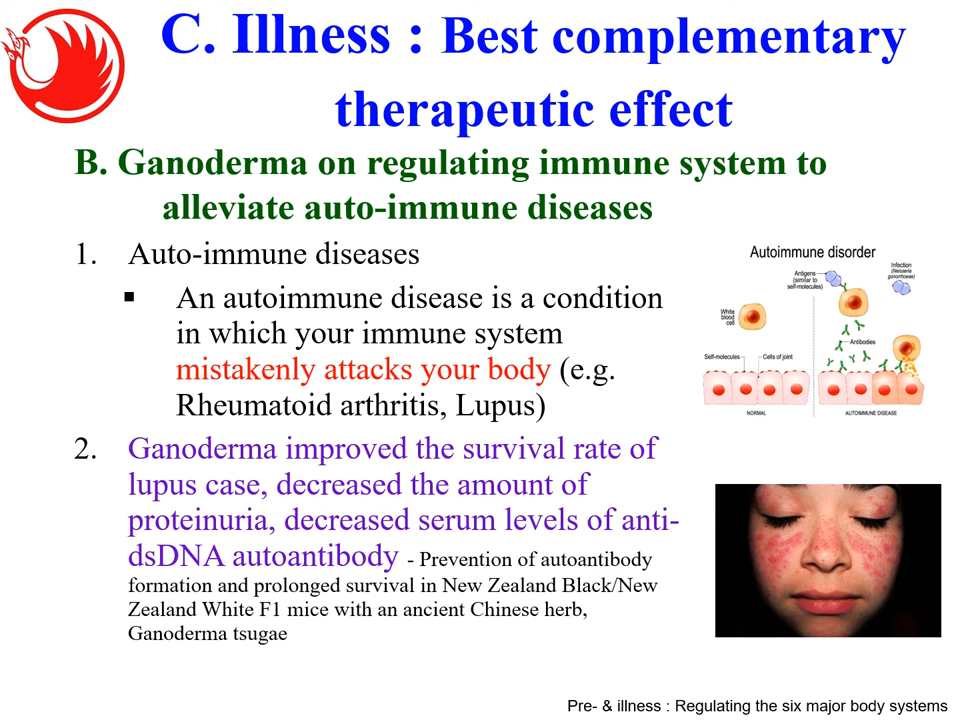 C. Illness : Best complementary
therapeutic effect
B. Ganoderma on regulating immune system to
alleviate auto-immune diseases
1. Auto-immune diseases
▪ An autoimmune disease is a condition
in which your immune system
mistakenly attacks your body (e.g.
Rheumatoid arthritis, Lupus)
2. Ganoderma improved the survival rate of
lupus case, decreased the amount of
proteinuria, decreased serum levels of anti-
dsDNA autoantibody - Prevention of autoantibody
formation and prolonged survival in New Zealand Black/New
Zealand White F1 mice with an ancient Chinese herb,
Ganoderma tsugae
Autoimmune disorder
Antigens
(similar to
self-molecules)
Infection
(Neisseria
gonorrhoeae)
White
blood
cell
Antibodies
Self-molecules
Cells of joint
NORMAL
AUTOIMMUNE DISEASE
Pre- & illness : Regulating the six major body systems